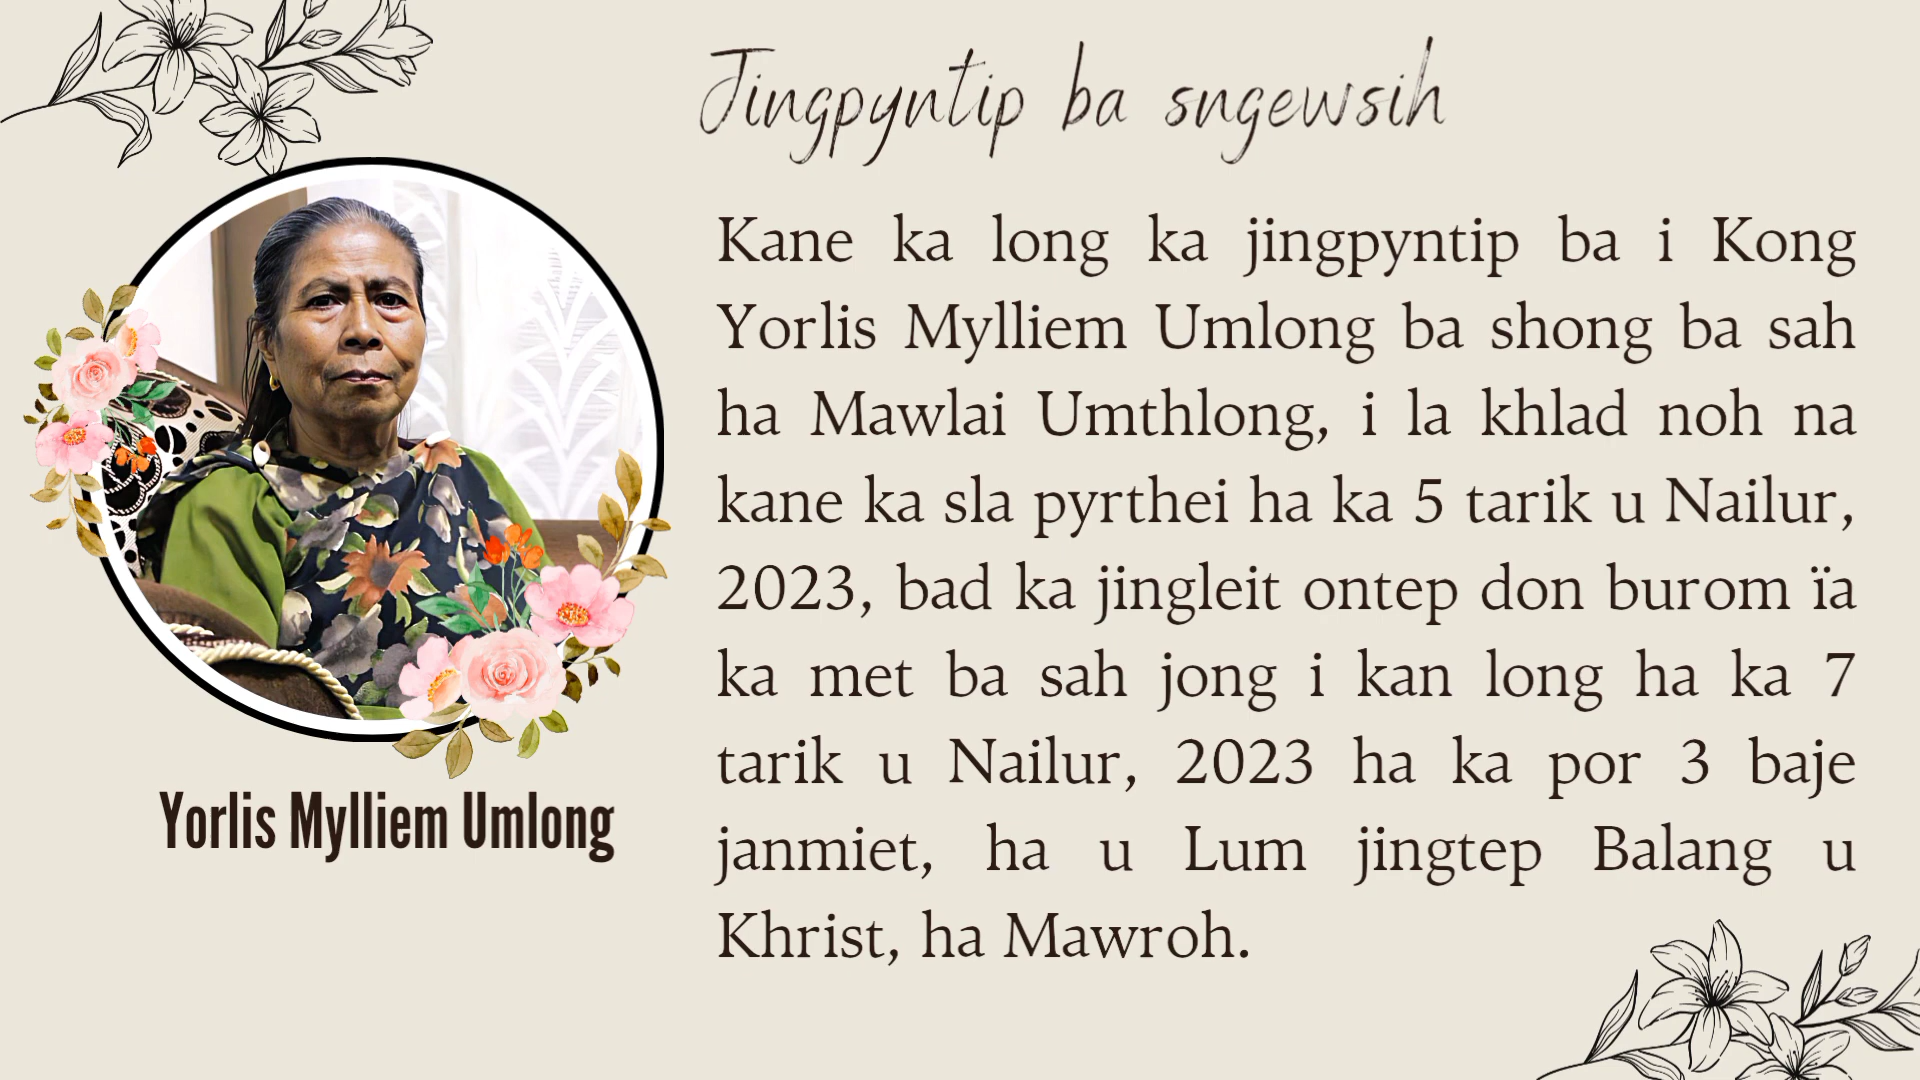 Jingpyntip ba sngewsih
Kane ka long ka jingpyntip ba i Kong
Yorlis Mylliem Umlong ba shong ba sah
ha Mawlai Umthlong, i la khlad noh na
kane ka sla pyrthei ha ka 5 tarik u Nailur,
2023, bad ka jingleit ontep don burom ïa
ka met ba sah jong i kan long ha ka 7
tarik u Nailur, 2023 ha ka por 3 baje
janmiet, ha u Lum jingtep Balang u
Khrist, ha Mawroh.
Yorlis Mylliem Umlong